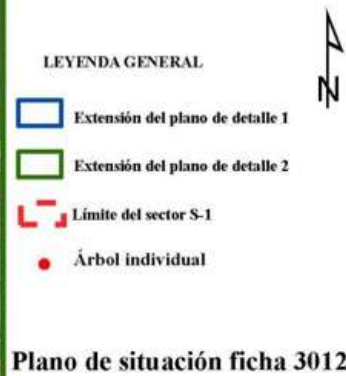 N
LEYENDA GENERAL
Extensión del plano de detalle 1
Extensión del plano de detalle 2
Límite del sector S-1
Árbol individual
Plano de situación ficha 3012